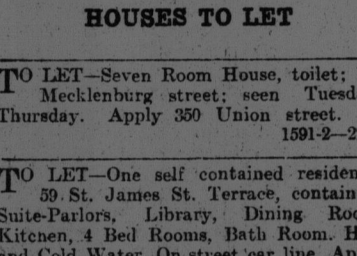 HOUSES TO LET
TO LET—Seven Room House, toilet;
Mecklenburg street; seen Tuesd
Thursday. Apply 350 Union street.
1591-2—2
TO LET—One self contained residen
59 St. James St. Terrace, contain
Suite-Parlors, Library, Dining Roo
Kitchen, 4 Bed Rooms, Bath Room. H
and Cold Water. On street car line. Ap